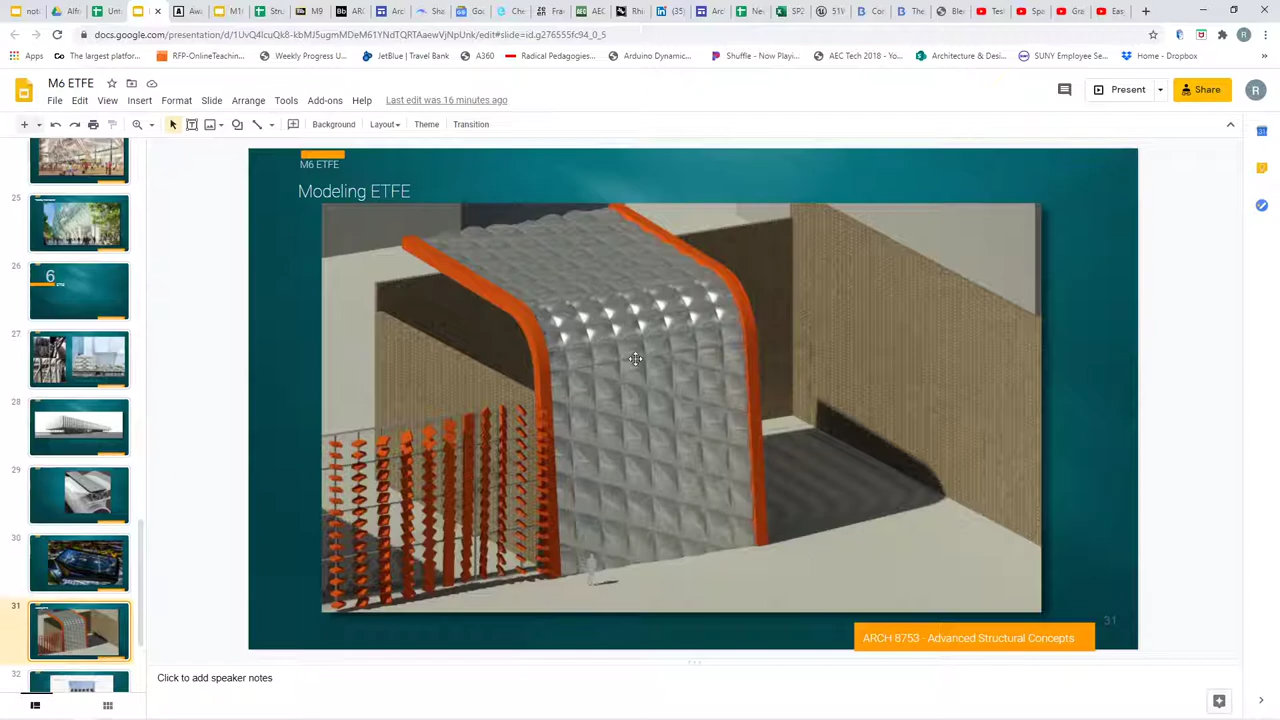 docs.google.com/presentation/d/1UvQ4lcuQk8-kbMJ5ugmMDeM61YNdTQRTAaewVjNpUnk/edit#slide=id.g276555fc94_0_5
Apps
RFP-OnlineTeaching...
Weekly Progress U...
JetBlue | Travel Bank
A360
Radical Pedagogies...
Arduino Dynamic...
Shuffle - Now Playi...
AEC Tech 2018 - Yo...
Architecture & Desi...
SUNY Employee Se...
Home - Dropbox
M6 ETFE
Present
Share
R
File Edit View Insert Format Slide Arrange Tools Add-ons Help Last edit was 16 minutes ago
Background Layout Theme Transition
25
26
6
27
28
29
30
31
32
M6 ETFE
Modeling ETFE
31
ARCH 8753 - Advanced Structural Concepts
Click to add speaker notes